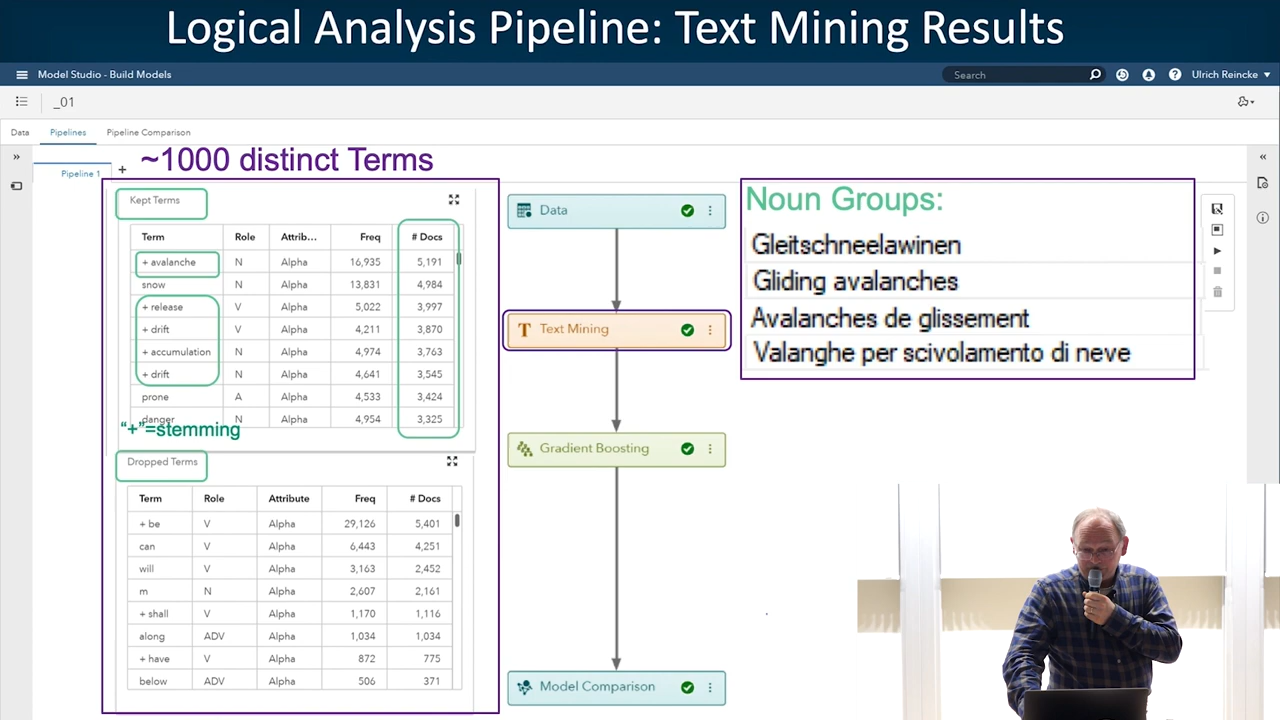 Logical Analysis Pipeline: Text Mining Results
Model Studio - Build Models
Search
Ulrich Reincke
_01
Data Pipelines Pipeline Comparison
Pipeline 1 +
~1000 distinct Terms
Kept Terms
Term Role Attrib... Freq # Docs
+ avalanche N Alpha 16,935 5,191
snow N Alpha 13,831 4,984
+ release V Alpha 5,022 3,997
+ drift V Alpha 4,211 3,870
+ accumulation N Alpha 4,974 3,763
+ drift N Alpha 4,641 3,545
prone A Alpha 4,533 3,424
danger N Alpha 4,954 3,325
“+”=stemming
Dropped Terms
Term Role Attribute Freq # Docs
+ be V Alpha 29,126 5,401
can V Alpha 6,443 4,251
will V Alpha 3,163 2,452
m N Alpha 2,607 2,161
+ shall V Alpha 1,170 1,116
along ADV Alpha 1,034 1,034
+ have V Alpha 872 775
below ADV Alpha 506 371
Data
Text Mining
Gradient Boosting
Model Comparison
Noun Groups:
Gleitschneelawinen
Gliding avalanches
Avalanches de glissement
Valanghe per scivolamento di neve